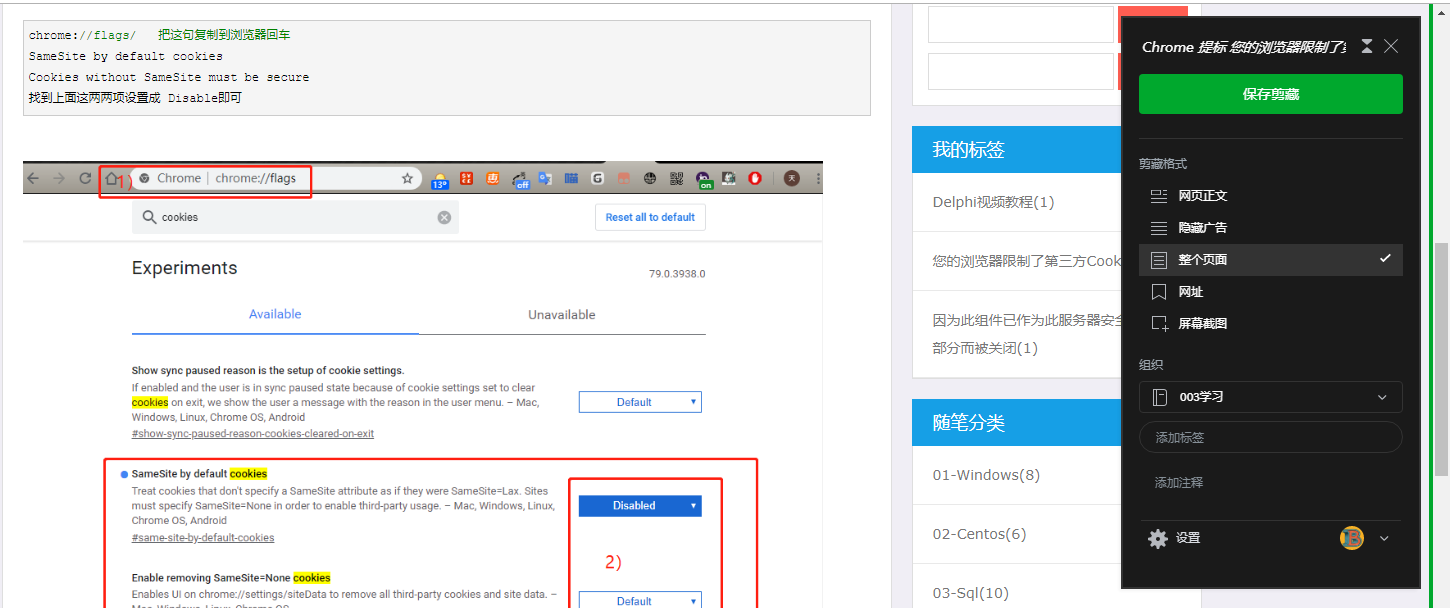 chrome://flags/ 把这句复制到浏览器回车
SameSite by default cookies
Cookies without SameSite must be secure
找到上面这两两项设置成 Disable即可
1)
Chrome | chrome://flags
13°
off
on
天
cookies
Reset all to default
Experiments
79.0.3938.0
Available
Unavailable
Show sync paused reason is the setup of cookie settings.
If enabled and the user is in sync paused state because of cookie settings set to clear
cookies on exit, we show the user a message with the reason in the user menu. – Mac,
Windows, Linux, Chrome OS, Android
#show-sync-paused-reason-cookies-cleared-on-exit
Default
SameSite by default cookies
Treat cookies that don't specify a SameSite attribute as if they were SameSite=Lax. Sites
must specify SameSite=None in order to enable third-party usage. – Mac, Windows, Linux,
Chrome OS, Android
#same-site-by-default-cookies
Disabled
2)
Enable removing SameSite=None cookies
Enables UI on chrome://settings/siteData to remove all third-party cookies and site data. –
Mac, Windows, Linux, Chrome OS
Default
我的标签
Delphi视频教程(1)
您的浏览器限制了第三方Cook
因为此组件已作为此服务器安全
部分而被关闭(1)
随笔分类
01-Windows(8)
02-Centos(6)
03-Sql(10)
Chrome 提标 您的浏览器限制了
保存剪藏
剪藏格式
网页正文
隐藏广告
整个页面
网址
屏幕截图
组织
003学习
添加标签
添加注释
设置